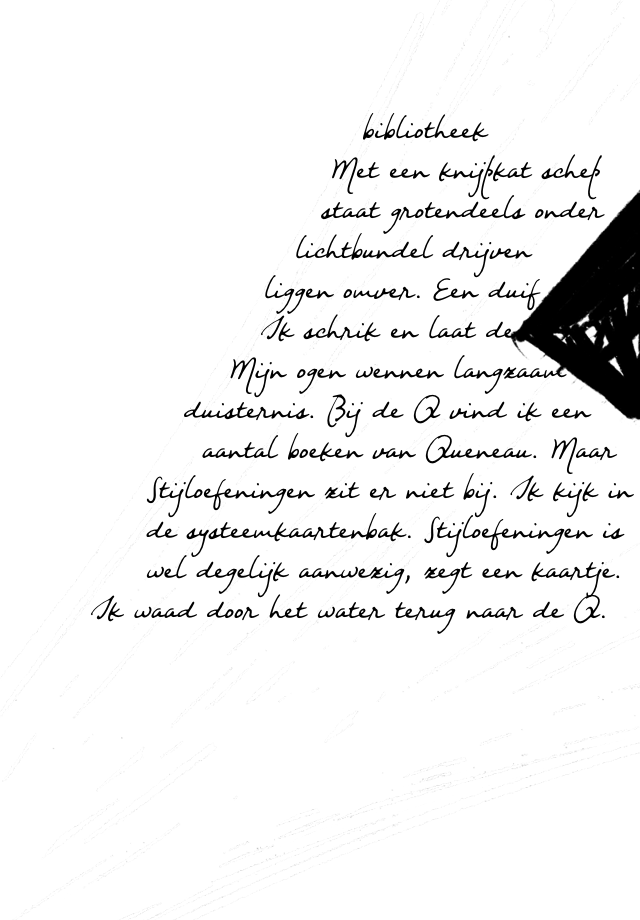 bibliotheek
Met een knijpkat schep
staat grotendeels onder
lichtbundel drijven
liggen omver. Een duif
Ik schrik en laat de
Mijn ogen wennen langzaam
duisternis. Bij de Q vind ik een
aantal boeken van Queneau. Maar
Stijloefeningen zit er niet bij. Ik kijk in
de systeemkaartenbak. Stijloefeningen is
wel degelijk aanwezig, zegt een kaartje.
Ik waad door het water terug naar de Q.